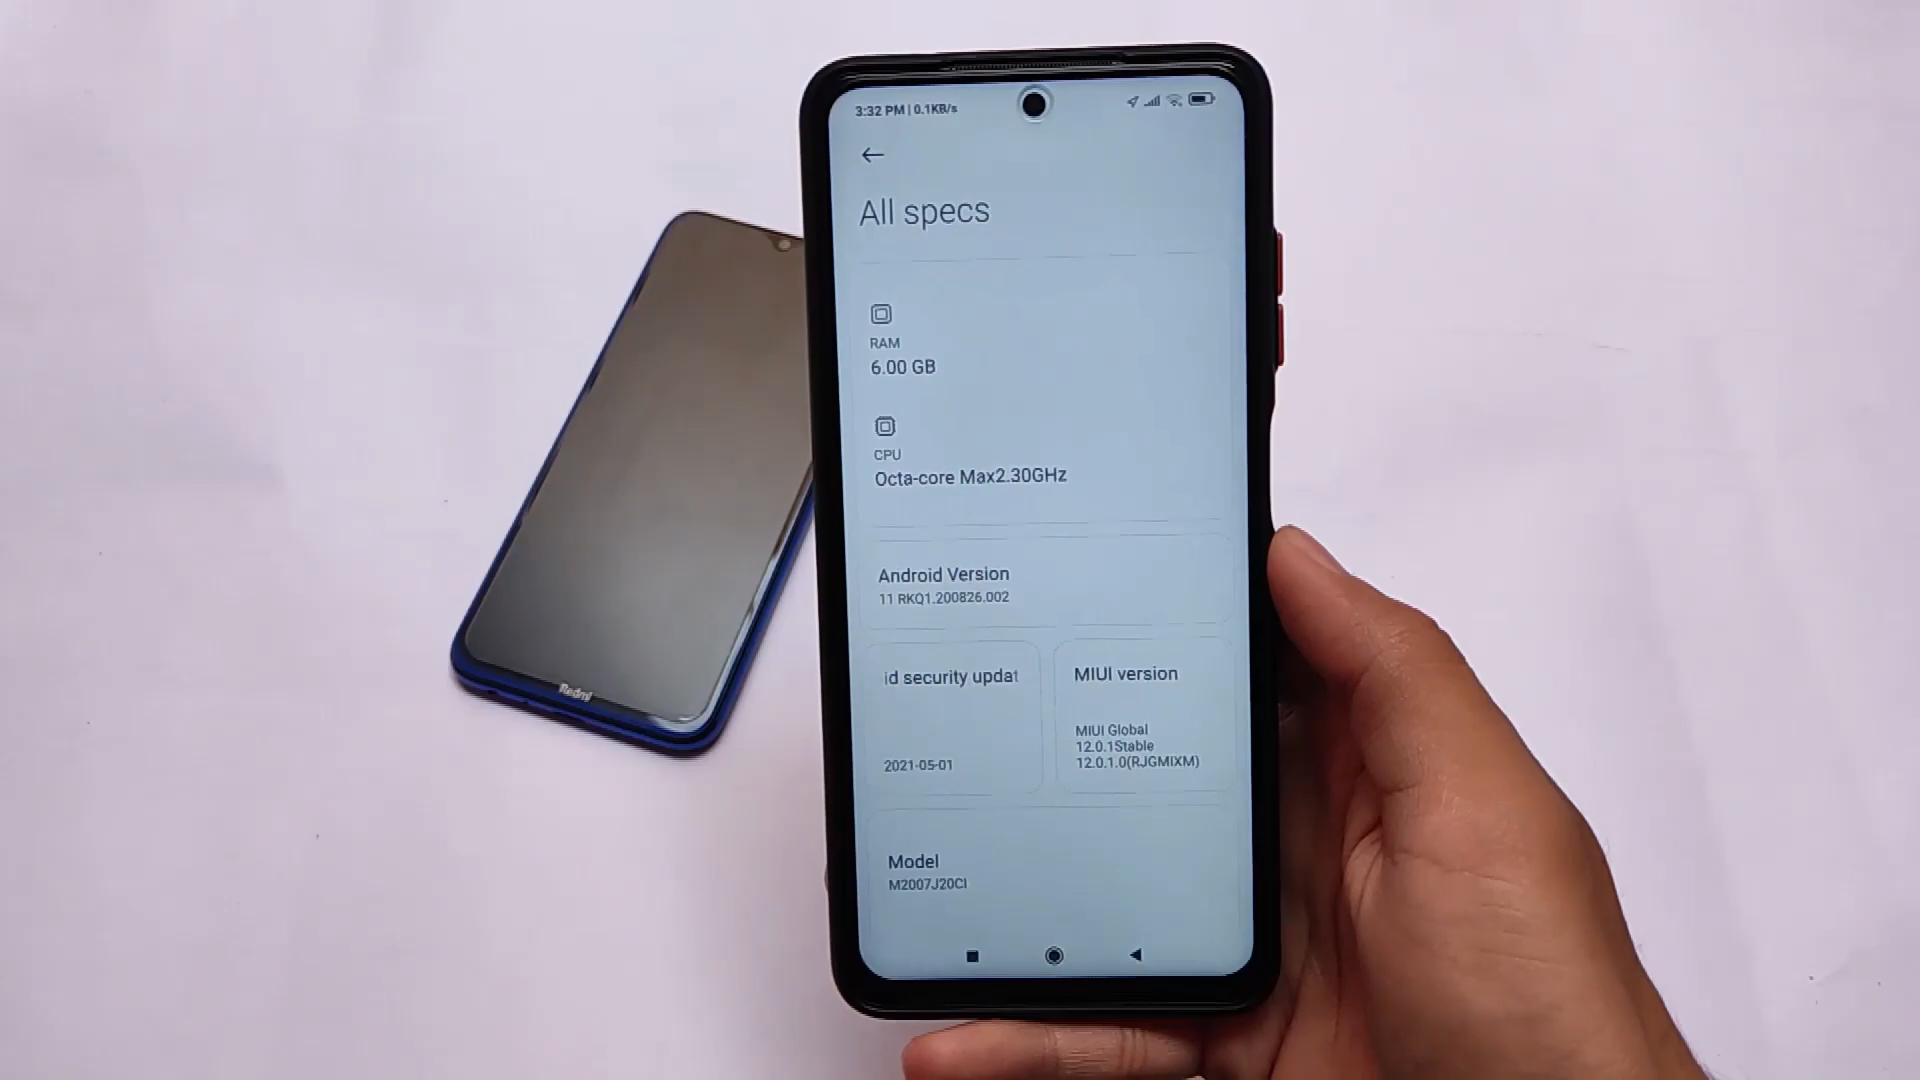 3:32 PM | 0.1KB/s
All specs
RAM
6.00 GB
CPU
Octa-core Max2.30GHz
Android Version
11 RKQ1.200826.002
id security updat
2021-05-01
MIUI version
MIUI Global
12.0.1Stable
12.0.1.0(RJGMIXM)
Model
M2007J20CI
Redmi